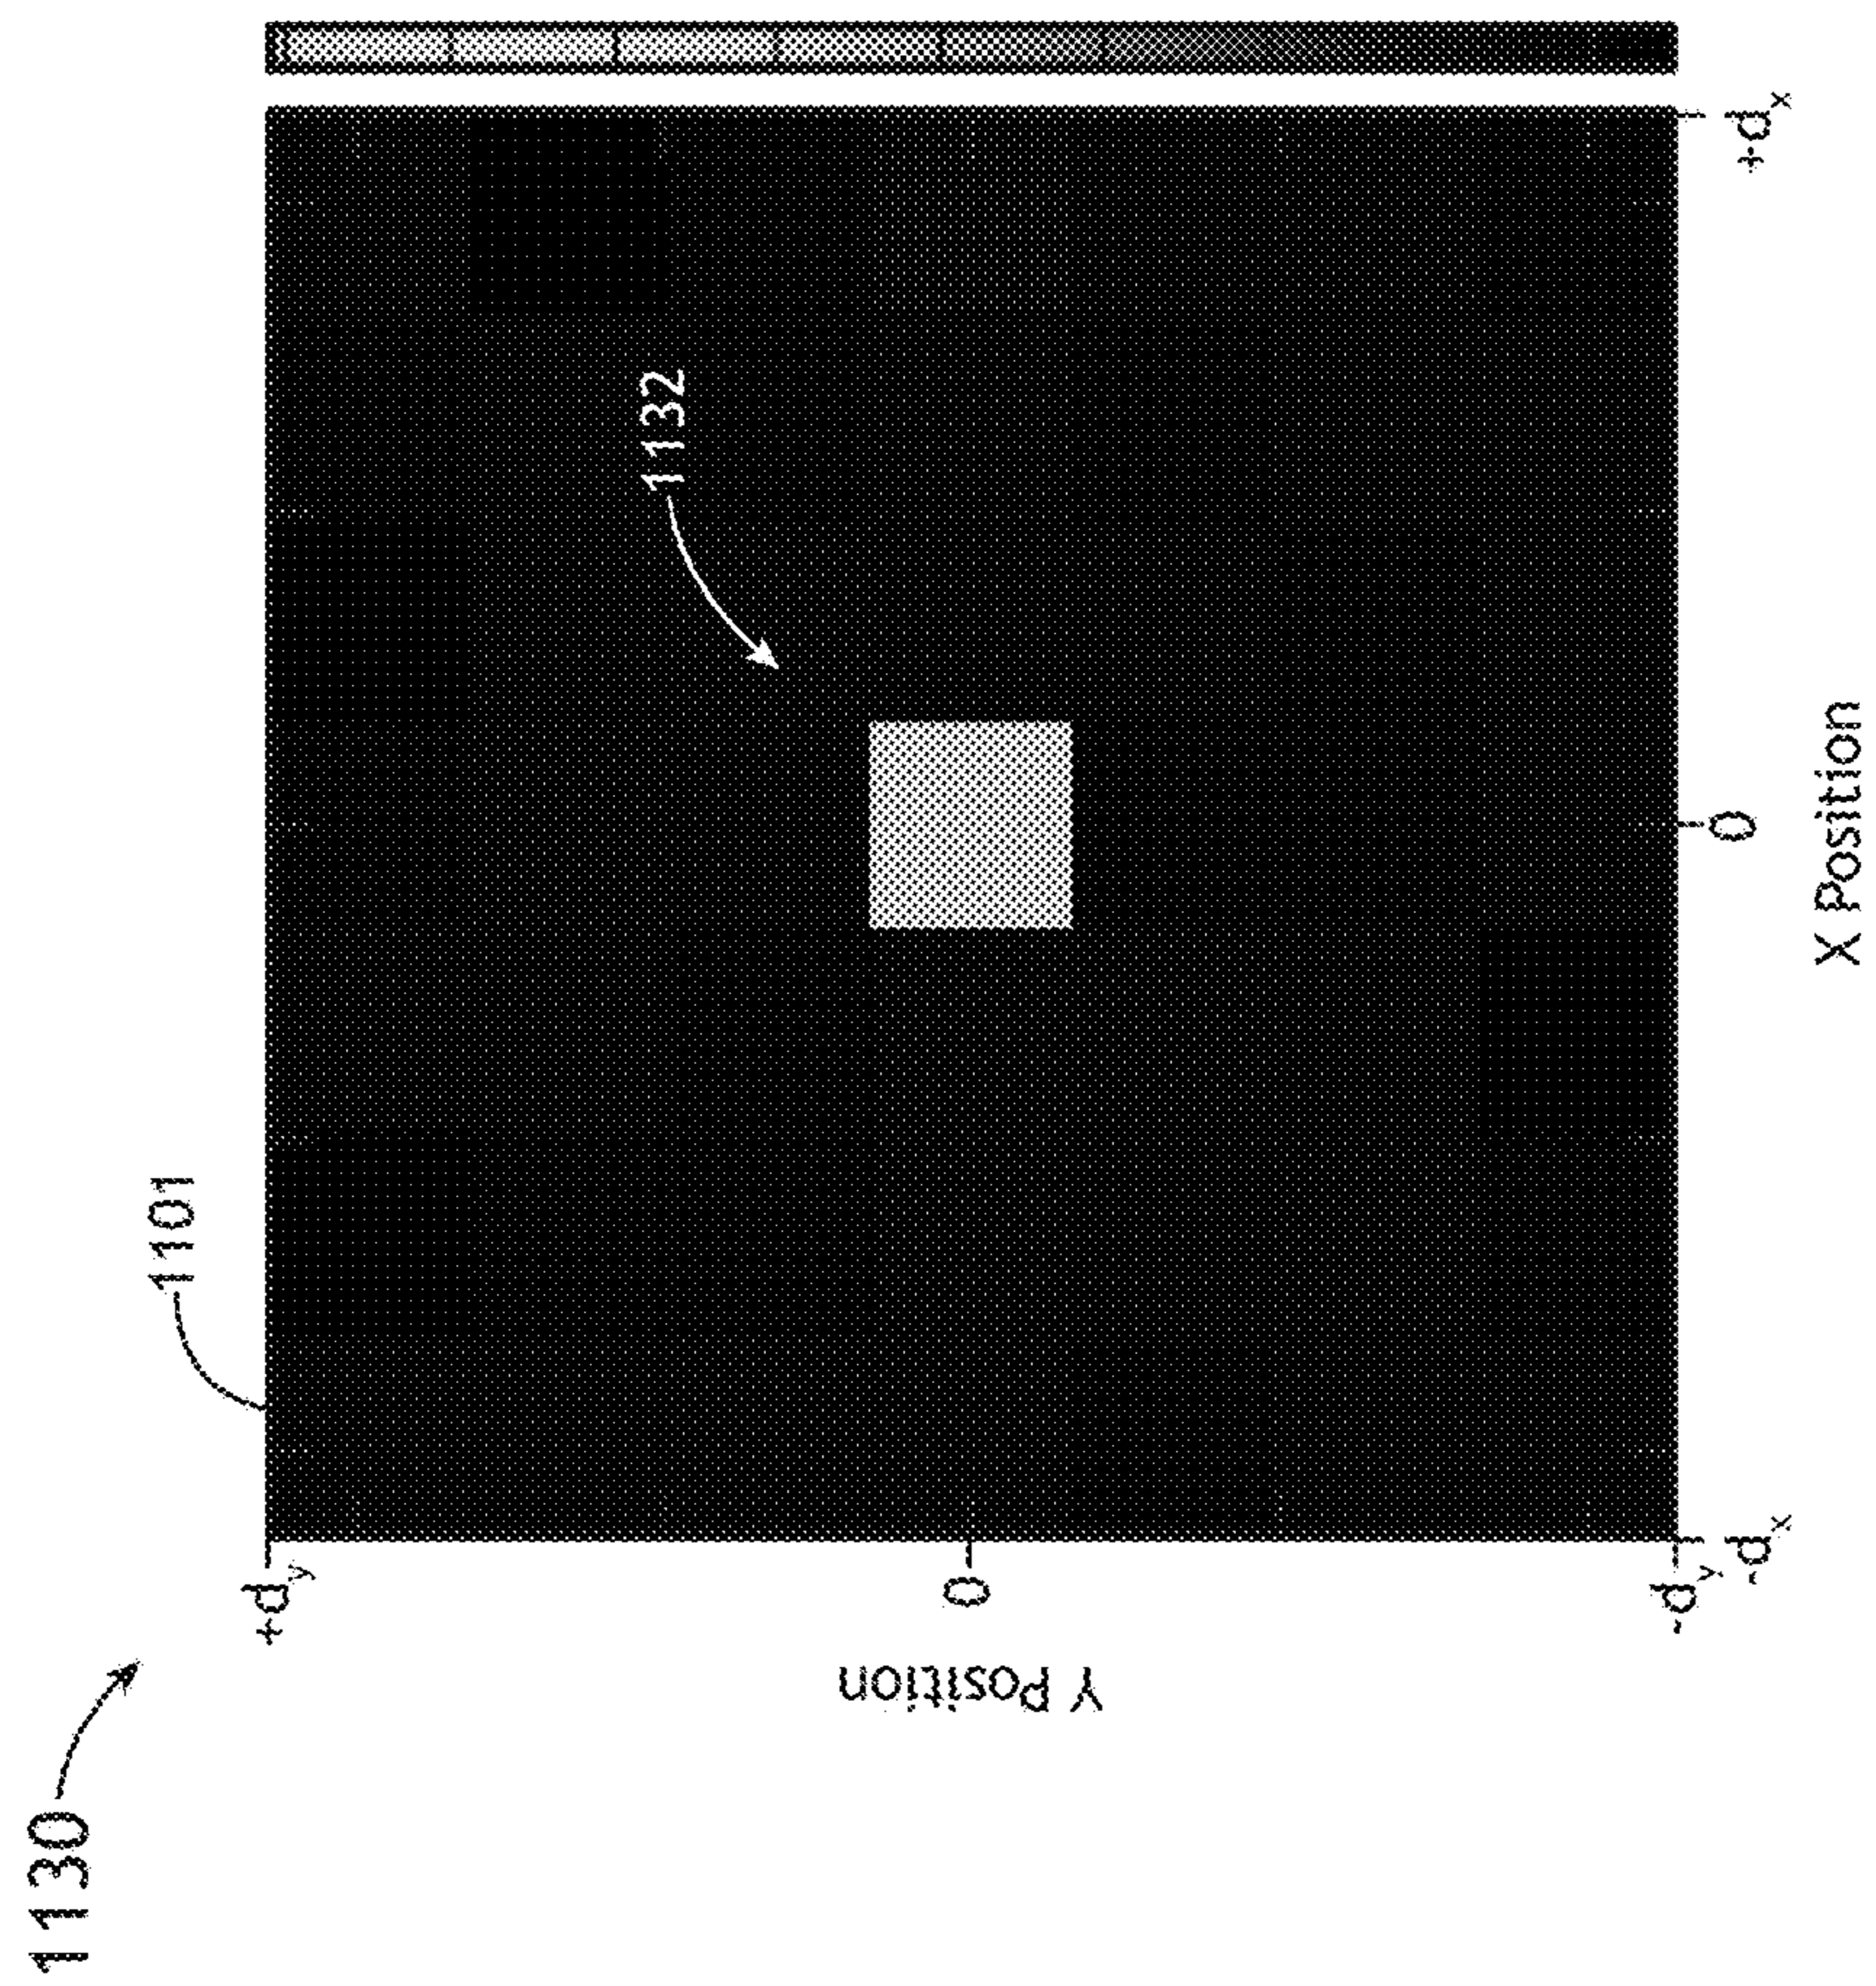 1130
1101
1132
+dy
0
-dy
Y Position
-dx
0
+dx
X Position